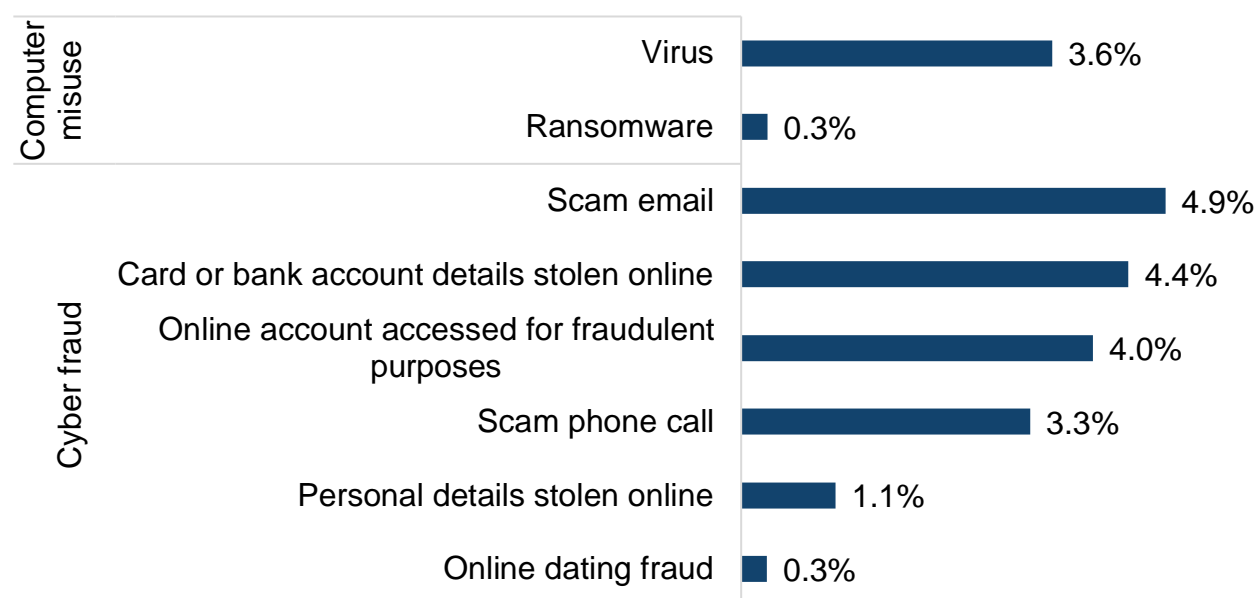 Computer
misuse
Virus
3.6%
Ransomware
0.3%
Cyber fraud
Scam email
4.9%
Card or bank account details stolen online
4.4%
Online account accessed for fraudulent
purposes
4.0%
Scam phone call
3.3%
Personal details stolen online
1.1%
Online dating fraud
0.3%